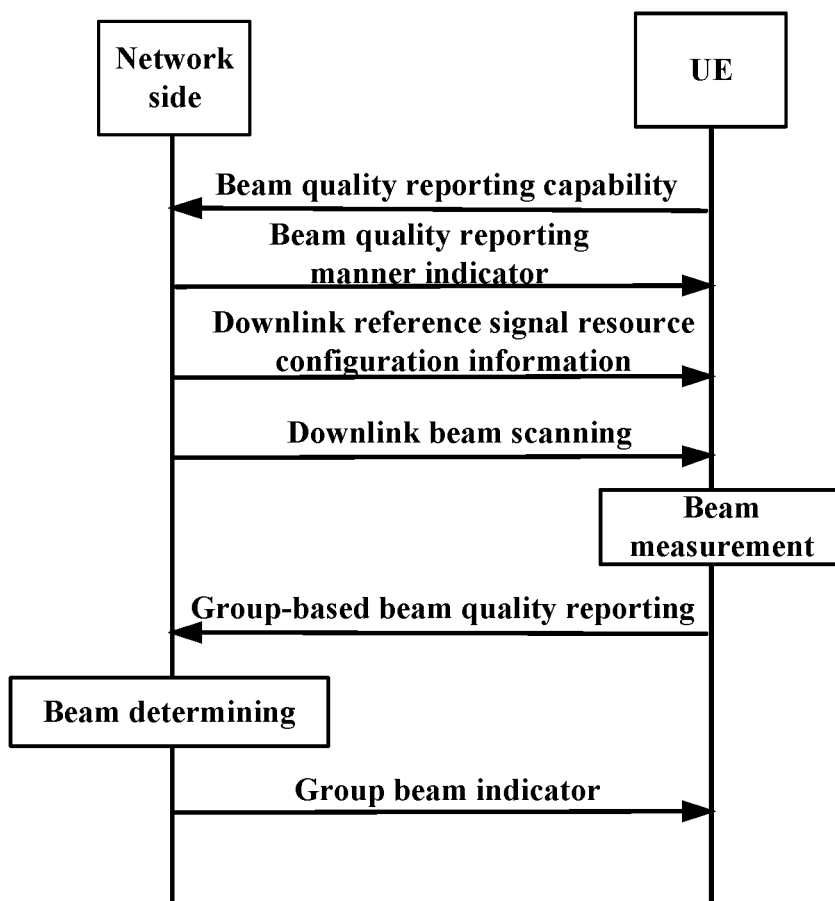 Network
side
UE
Beam quality reporting capability
Beam quality reporting
manner indicator
Downlink reference signal resource
configuration information
Downlink beam scanning
Beam
measurement
Group-based beam quality reporting
Beam determining
Group beam indicator